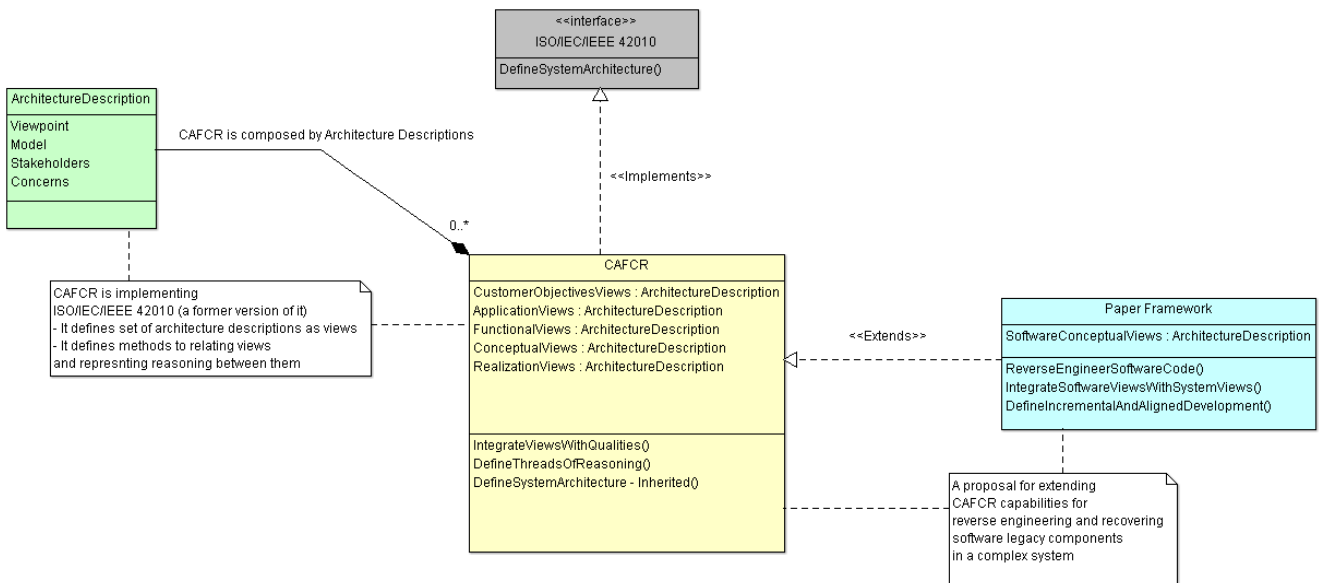 <<interface>>
ISO/IEC/IEEE 42010
DefineSystemArchitecture()
ArchitectureDescription
Viewpoint
Model
Stakeholders
Concerns
CAFCR is composed by Architecture Descriptions
<<Implements>>
0..*
CAFCR
CustomerObjectivesViews : ArchitectureDescription
ApplicationViews : ArchitectureDescription
FunctionalViews : ArchitectureDescription
ConceptualViews : ArchitectureDescription
RealizationViews : ArchitectureDescription
IntegrateViewsWithQualities()
DefineThreadsOfReasoning()
DefineSystemArchitecture - Inherited()
CAFCR is implementing
ISO/IEC/IEEE 42010 (a former version of it)
- It defines set of architecture descriptions as views
- It defines methods to relating views
and represnting reasoning between them
<<Extends>>
Paper Framework
SoftwareConceptualViews : ArchitectureDescription
ReverseEngineerSoftwareCode()
IntegrateSoftwareViewsWithSystemViews()
DefineIncrementalAndAlignedDevelopment()
A proposal for extending
CAFCR capabilities for
reverse engineering and recovering
software legacy components
in a complex system